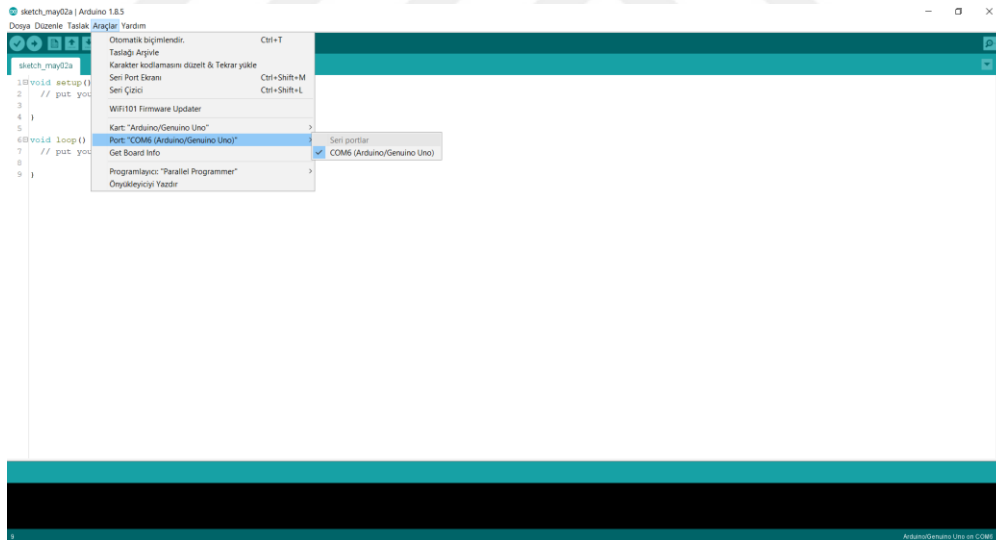 sketch_may02a | Arduino 1.8.5
Dosya Düzenle Taslak Araçlar Yardım
sketch_may02a
Otomatik biçimlendir. Ctrl+T
Taslağı Arşivle
Karakter kodlamasını düzelt & Tekrar yükle
Seri Port Ekranı Ctrl+Shift+M
Seri Çizici Ctrl+Shift+L
WiFi101 Firmware Updater
Kart: "Arduino/Genuino Uno"
Port: "COM6 (Arduino/Genuino Uno)"
Get Board Info
Programlayıcı: "Parallel Programmer"
Önyükleyiciyi Yazdır
Seri portlar
COM6 (Arduino/Genuino Uno)
1 void setup()
2 // put you
3
4 }
5
6 void loop()
7 // put you
8
9 }
9
Arduino/Genuino Uno on COM6